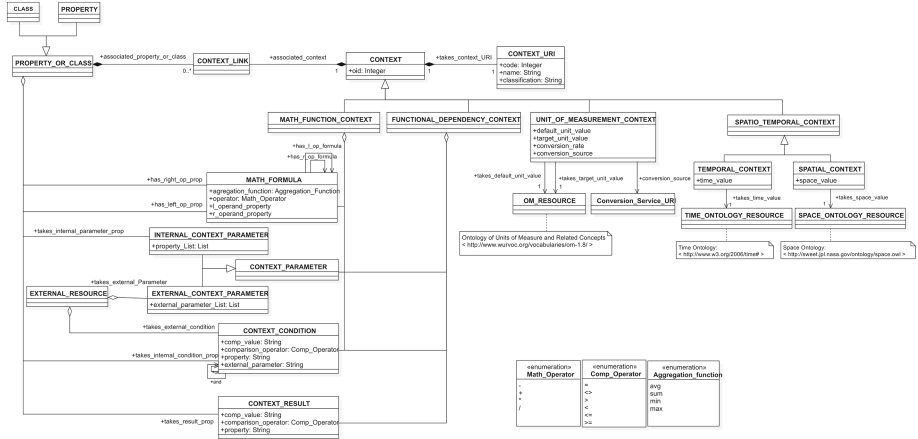 CLASS
PROPERTY
PROPERTY_OR_CLASS
+associated_property_or_class
0..*
CONTEXT_LINK
+associated_context
1
CONTEXT
+oid: Integer
+takes_context_URI
1
CONTEXT_URI
+code: Integer
+name: String
+classification: String
MATH_FUNCTION_CONTEXT
FUNCTIONAL_DEPENDENCY_CONTEXT
UNIT_OF_MEASUREMENT_CONTEXT
+default_unit_value
+target_unit_value
+conversion_rate
+conversion_source
SPATIO_TEMPORAL_CONTEXT
TEMPORAL_CONTEXT
+time_value
SPATIAL_CONTEXT
+space_value
+has_l_op_formula
+has_r_op_formula
+has_right_op_prop
+has_left_op_prop
MATH_FORMULA
+agregation_function: Aggregation_Function
+operator: Math_Operator
+l_operand_property
+r_operand_property
+takes_default_unit_value
1
+takes_target_unit_value
1
+conversion_source
OM_RESOURCE
Conversion_Service_URI
+takes_time_value
1
+takes_space_value
1
TIME_ONTOLOGY_RESOURCE
SPACE_ONTOLOGY_RESOURCE
Ontology of Units of Measure and Related Concepts
< http://www.wurvoc.org/vocabularies/om-1.8/ >
Time Ontology:
< http://www.w3.org/2006/time# >
Space Ontology:
< http://sweet.jpl.nasa.gov/ontology/space.owl >
+takes_internal_parameter_prop
INTERNAL_CONTEXT_PARAMETER
+property_List: List
CONTEXT_PARAMETER
+takes_external_Parameter
EXTERNAL_RESOURCE
EXTERNAL_CONTEXT_PARAMETER
+external_parameter_List: List
+takes_external_condition
+takes_internal_condition_prop
CONTEXT_CONDITION
+comp_value: String
+comparison_operator: Comp_Operator
+property: String
+external_parameter: String
+and
+takes_result_prop
CONTEXT_RESULT
+comp_value: String
+comparison_operator: Comp_Operator
+property: String
«enumeration»
Math_Operator
-
+
*
/
«enumeration»
Comp_Operator
=
<>
>
<
<=
>=
«enumeration»
Aggregation_function
avg
sum
min
max